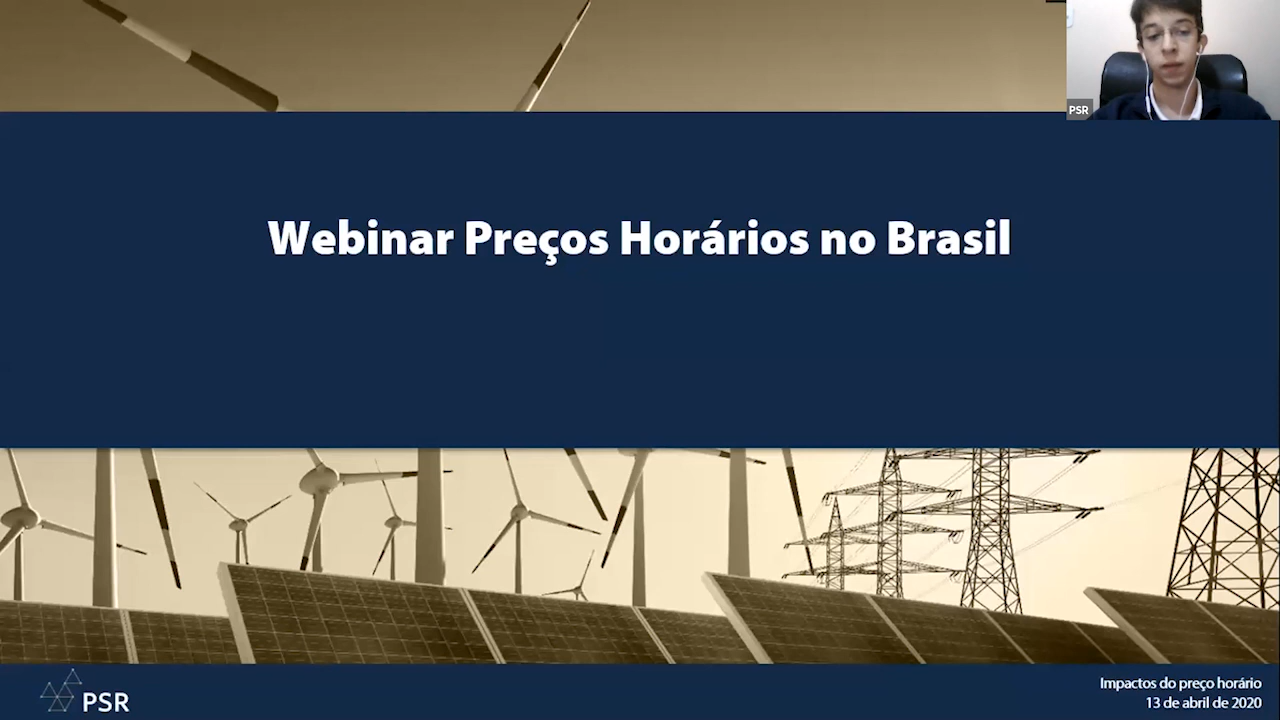 PSR
Webinar Preços Horários no Brasil
PSR
Impactos do preço horário
13 de abril de 2020